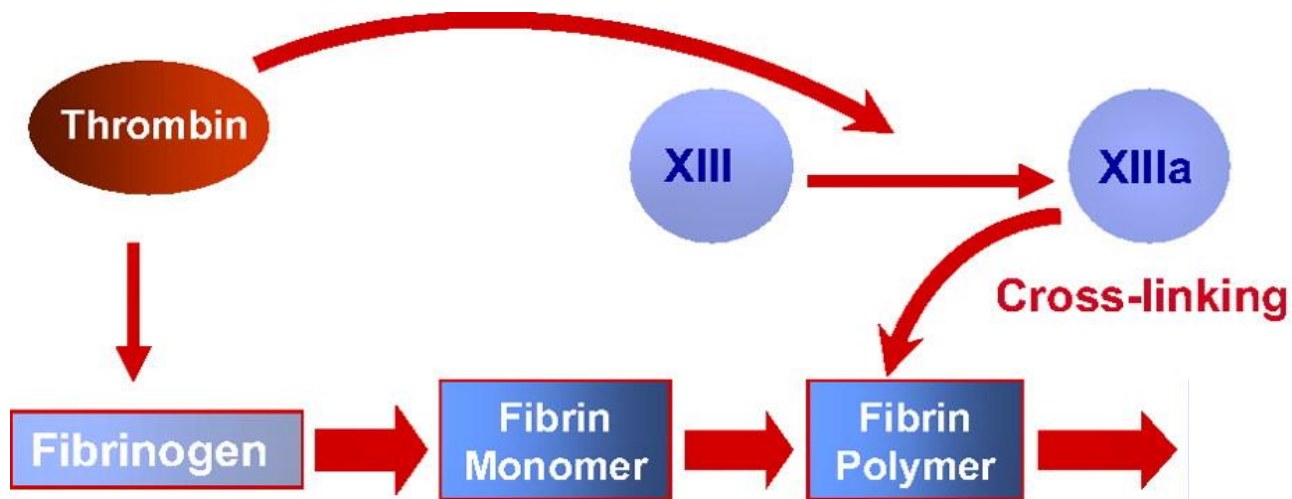 Thrombin
XIII
XIIIa
Cross-linking
Fibrinogen
Fibrin
Monomer
Fibrin
Polymer